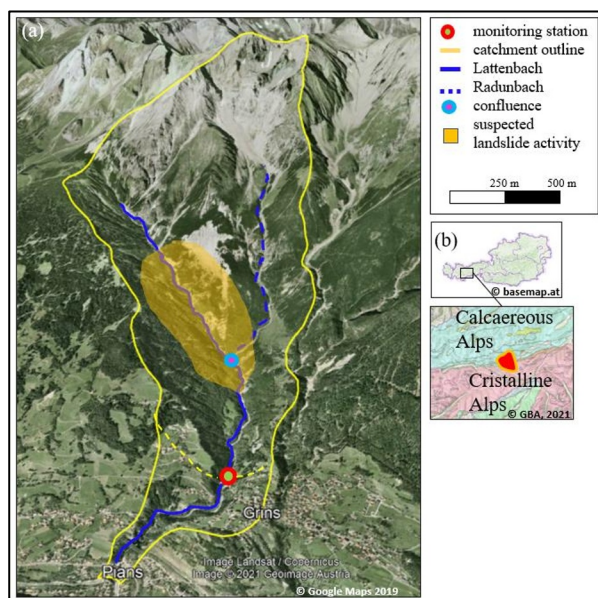 (a)
Grins
Pians
Image Landsat / Copernicus
Image © 2021 Geoimage Austria
© Google Maps 2019
monitoring station
catchment outline
Lattenbach
Radunbach
confluence
suspected
landslide activity
250 m 500 m
(b)
© basemap.at
Calcaereous
Alps
Cristalline
Alps
© GBA, 2021